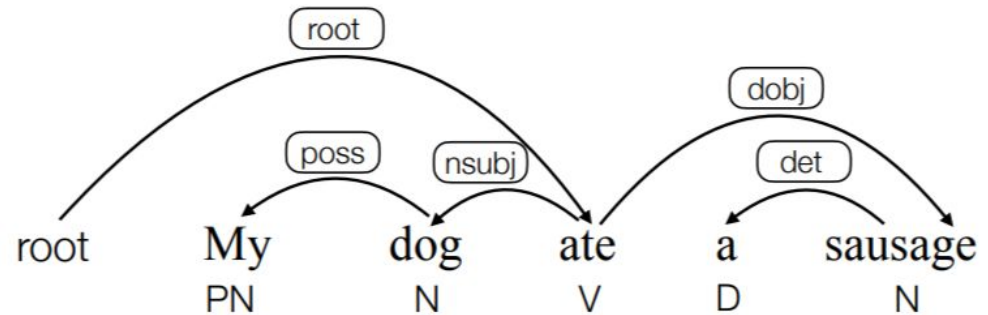 root
dobj
poss nsubj det
root My dog ate a sausage
PN N V D N